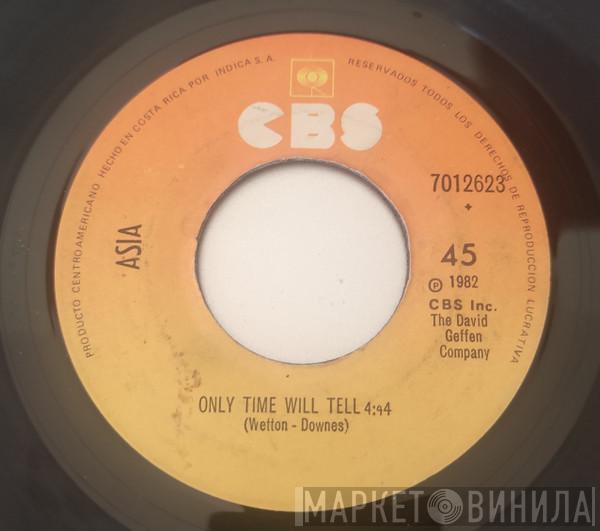 PRODUCTO CENTROAMERICANO HECHO EN COSTA RICA POR INDICA S.A.
RESERVADOS TODOS LOS DERECHOS DE REPRODUCCION LUCRATIVA
CBS
7012623
+
ASIA
45
℗ 1982
CBS Inc.
The David
Geffen
Company
ONLY TIME WILL TELL 4:44
(Wetton - Downes)
МАРКЕТ ВИНИЛА